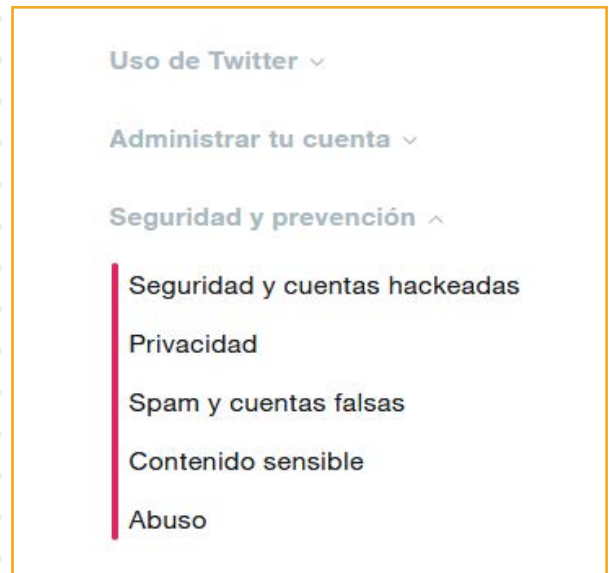 Uso de Twitter
Administrar tu cuenta
Seguridad y prevención
Seguridad y cuentas hackeadas
Privacidad
Spam y cuentas falsas
Contenido sensible
Abuso